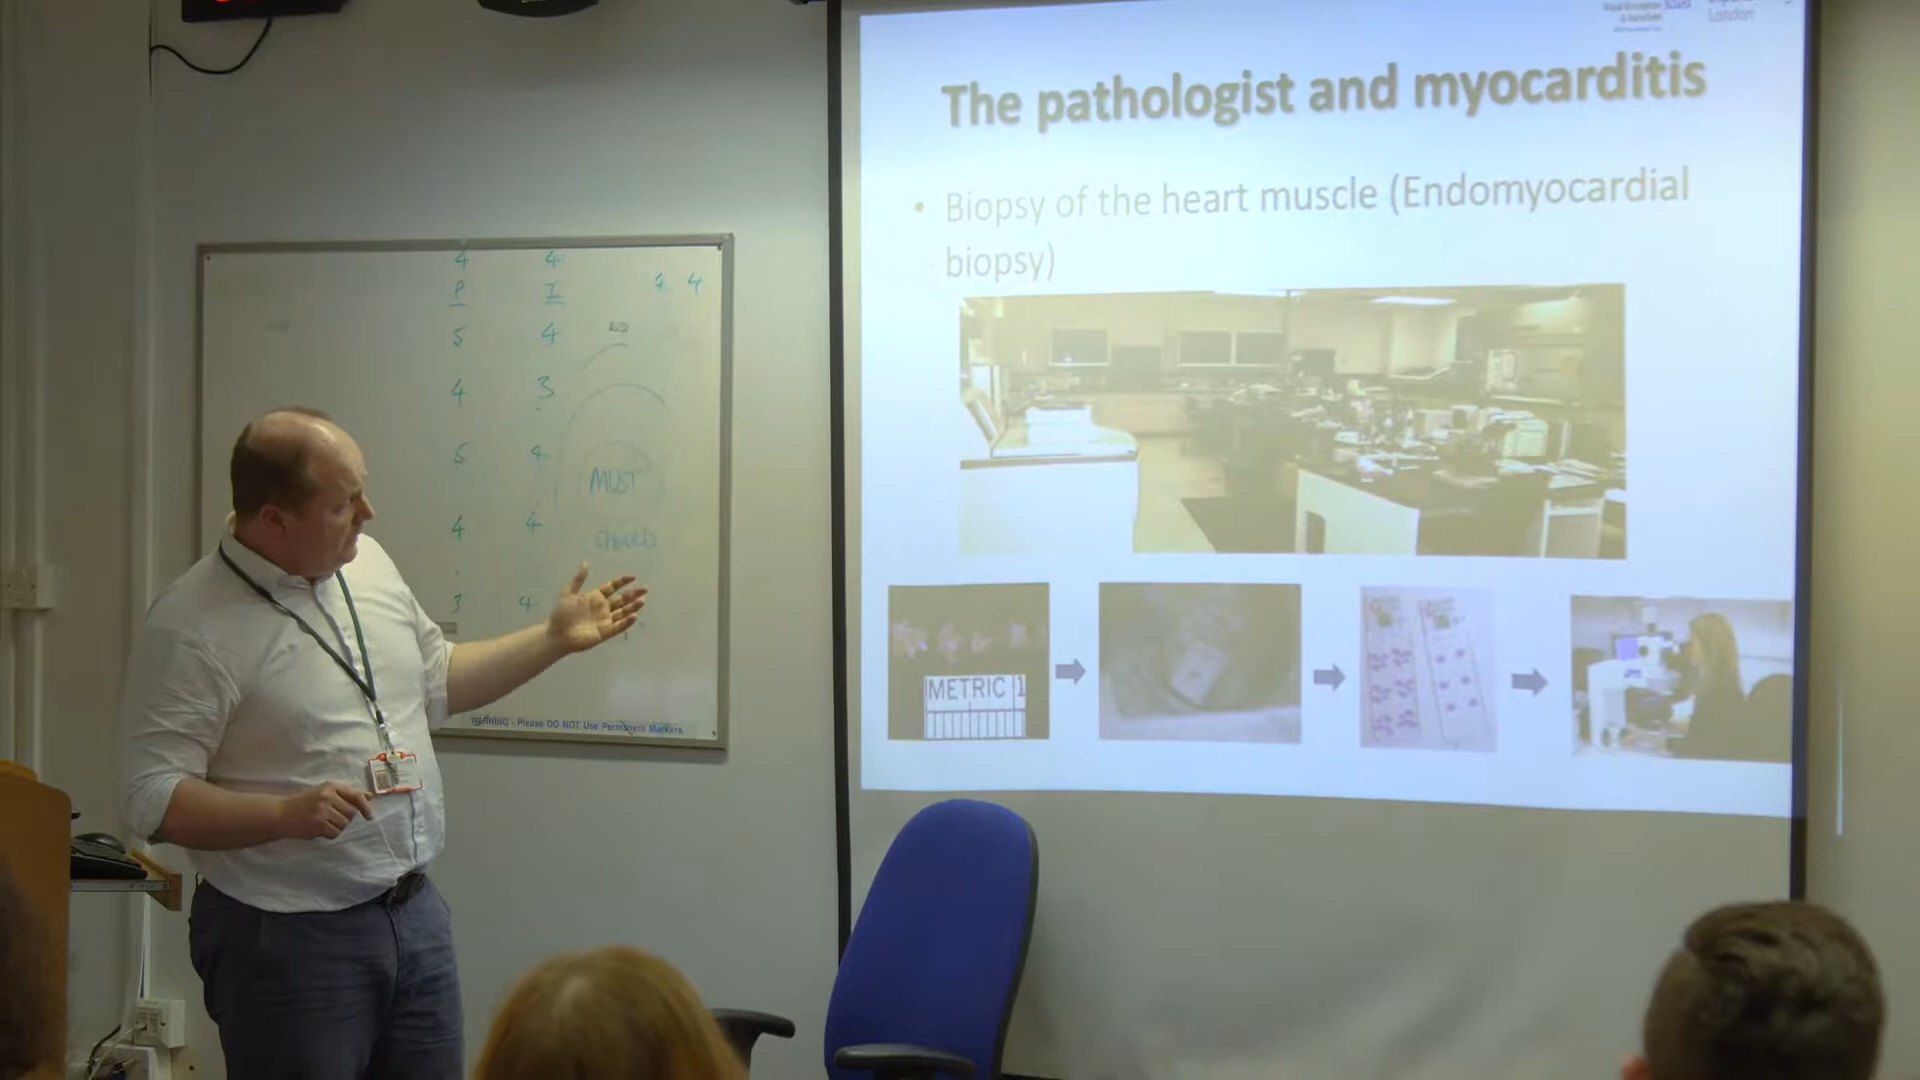 London
The pathologist and myocarditis
• Biopsy of the heart muscle (Endomyocardial
biopsy)
METRIC 1
4 4
P I
4
5 4
4 3
5 4
MUST
4 4
SHOULD
3 4
WARNING - Please DO NOT Use Permanent Markers